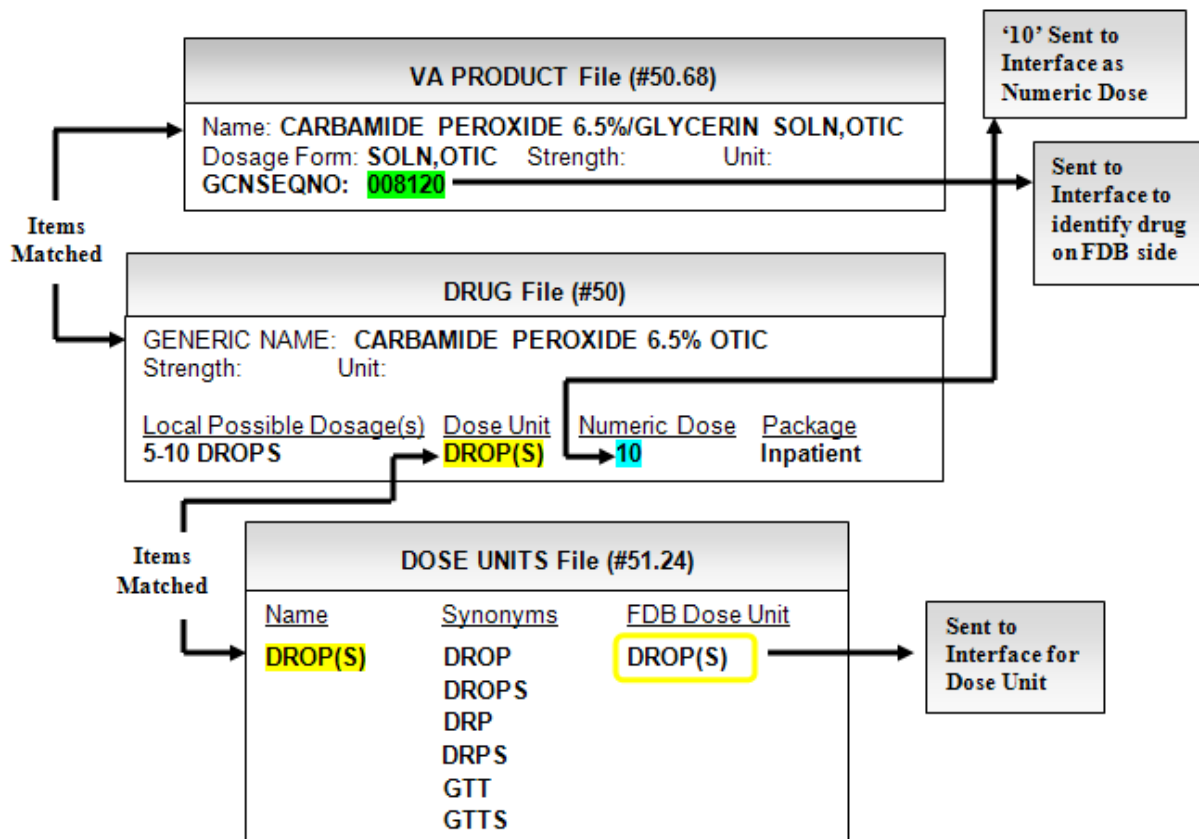 VA PRODUCT File (#50.68)
Name: CARBAMIDE PEROXIDE 6.5%/GLYCERIN SOLN,OTIC
Dosage Form: SOLN,OTIC Strength: Unit:
GCNSEQNO: 008120
‘10’ Sent to
Interface as
Numeric Dose
Sent to
Interface to
identify drug
on FDB side
Items
Matched
DRUG File (#50)
GENERIC NAME: CARBAMIDE PEROXIDE 6.5% OTIC
Strength: Unit:
Local Possible Dosage(s) Dose Unit Numeric Dose Package
5-10 DROPS DROP(S) 10 Inpatient
Items
Matched
DOSE UNITS File (#51.24)
Name Synonyms FDB Dose Unit
DROP(S) DROP DROP(S)
DROPS
DRP
DRPS
GTT
GTTS
Sent to
Interface for
Dose Unit